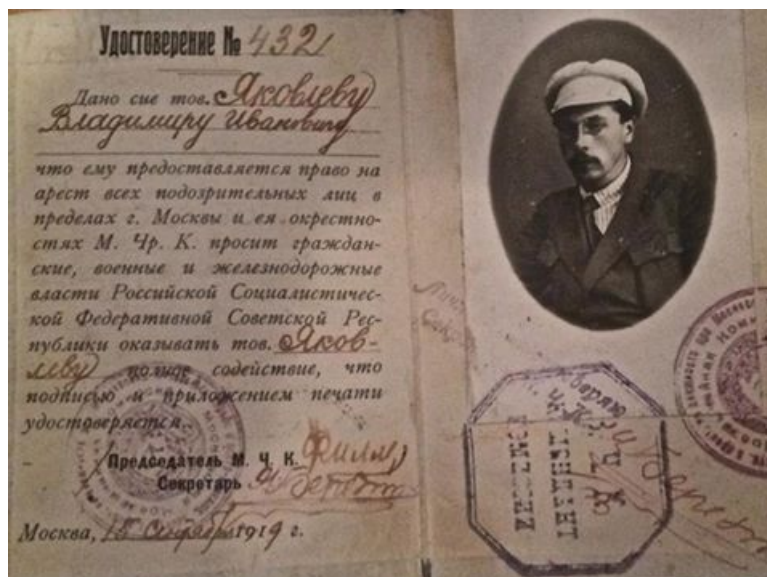 Удостоверение № 432
Дано сие тов. Яковлеву
Владимиру Ивановичу
что ему предоставляется право на
арест всех подозрительных лиц в
пределах г. Москвы и ея окрестно-
стях М. Чр. К. просит граждан-
ские, военные и железнодорожные
власти Российской Социалистичес-
кой Федеративной Советской Рес-
публики оказывать тов. Яков-
леву полное содействие, что
подписью и приложением печати
удостоверяется.
Председатель М. Ч. К.
Секретарь
Москва, 15 Сентября 1919 г.